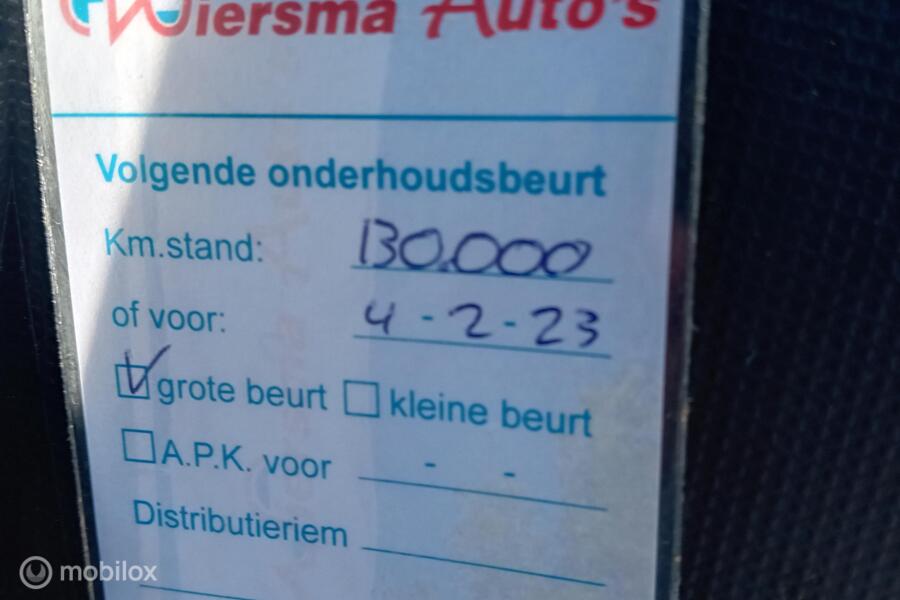 Wiersma Auto's
Volgende onderhoudsbeurt
Km.stand: 130.000
of voor: 4-2-23
grote beurt kleine beurt
A.P.K. voor - -
Distributieriem
mobilox